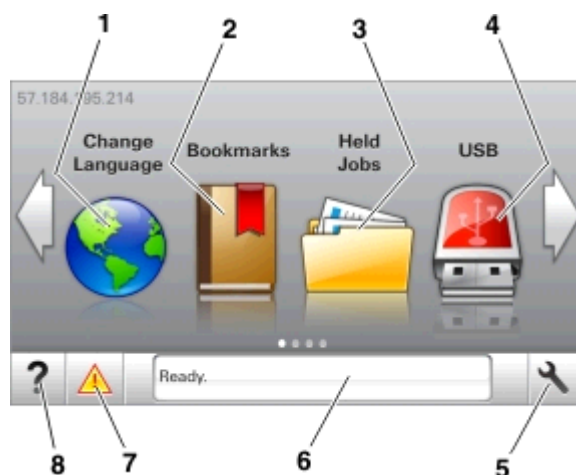 1 2 3 4
57.184.195.214
Change
Language
Bookmarks
Held
Jobs
USB
? Ready.
8 7 6 5